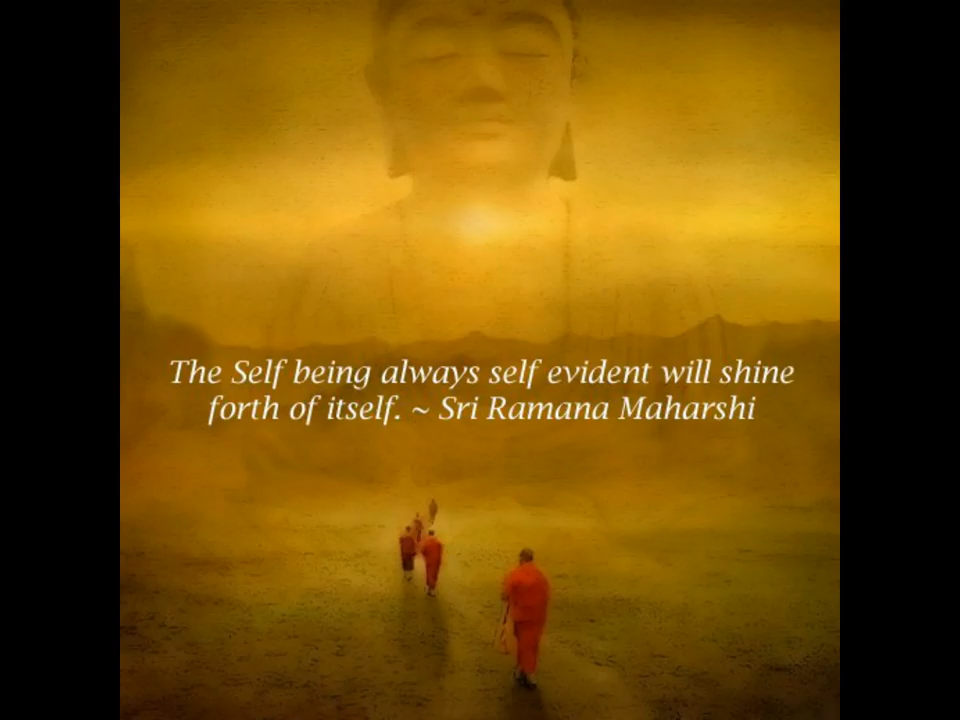 The Self being always self evident will shine
forth of itself. ~ Sri Ramana Maharshi